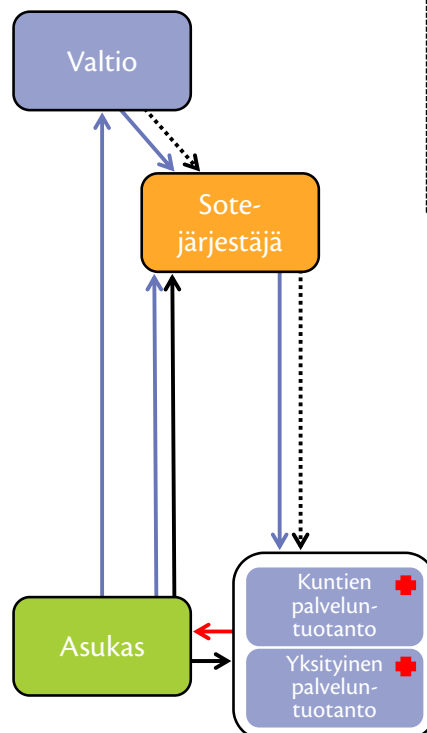 Valtio
Sote-
järjestäjä
Asukas
Kuntien
palvelun-
tuotanto
Yksityinen
palvelun-
tuotanto